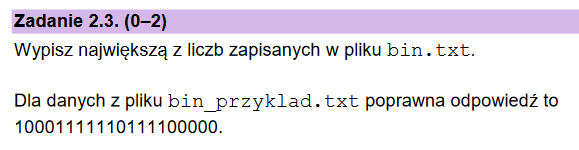 Zadanie 2.3. (0–2)
Wypisz największą z liczb zapisanych w pliku bin.txt.
Dla danych z pliku bin_przyklad.txt poprawna odpowiedź to
10001111110111100000.